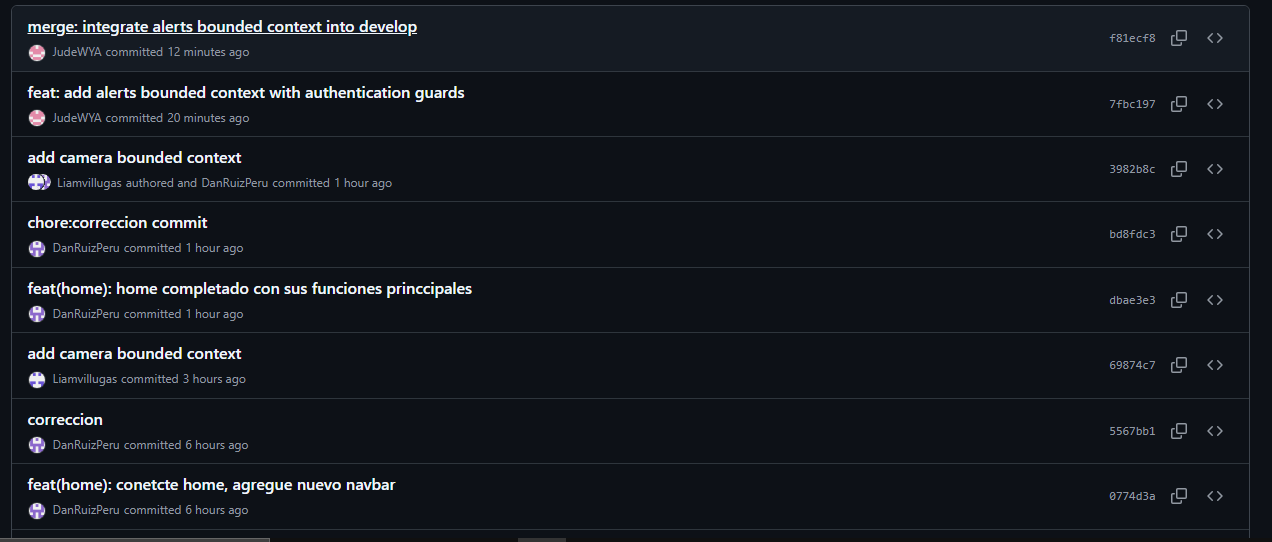 merge: integrate alerts bounded context into develop
JudeWYA committed 12 minutes ago
f81ecf8
feat: add alerts bounded context with authentication guards
JudeWYA committed 20 minutes ago
7fbc197
add camera bounded context
Liamvillugas authored and DanRuizPeru committed 1 hour ago
3982b8c
chore:correccion commit
DanRuizPeru committed 1 hour ago
bd8fdc3
feat(home): home completado con sus funciones princcipales
DanRuizPeru committed 1 hour ago
dbae3e3
add camera bounded context
Liamvillugas committed 3 hours ago
69874c7
correccion
DanRuizPeru committed 6 hours ago
5567bb1
feat(home): conetcte home, agregue nuevo navbar
DanRuizPeru committed 6 hours ago
0774d3a